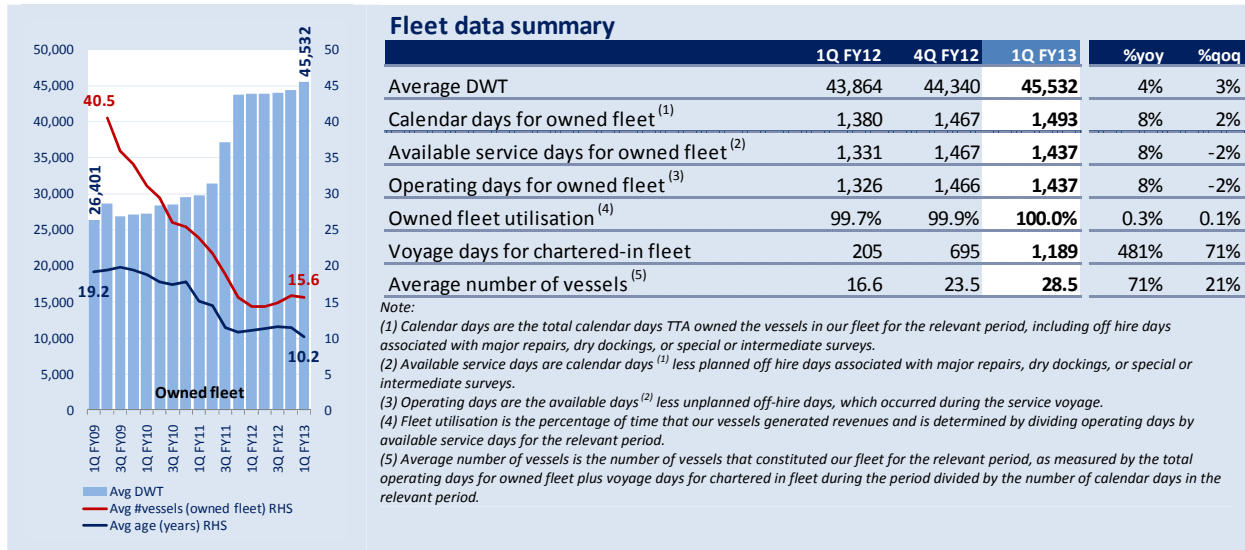 50,000
45,000
40,000
35,000
30,000
25,000
20,000
15,000
10,000
5,000
0
50
45
40
35
30
25
20
15
10
5
0
45,532
40.5
26,401
19.2
15.6
10.2
Owned fleet
1Q FY09
3Q FY09
1Q FY10
3Q FY10
1Q FY11
3Q FY11
1Q FY12
3Q FY12
1Q FY13
Avg DWT
Avg #vessels (owned fleet) RHS
Avg age (years) RHS
Fleet data summary
1Q FY12 4Q FY12 1Q FY13 %yoy %qoq
Average DWT 43,864 44,340 45,532 4% 3%
Calendar days for owned fleet (1) 1,380 1,467 1,493 8% 2%
Available service days for owned fleet (2) 1,331 1,467 1,437 8% -2%
Operating days for owned fleet (3) 1,326 1,466 1,437 8% -2%
Owned fleet utilisation (4) 99.7% 99.9% 100.0% 0.3% 0.1%
Voyage days for chartered-in fleet 205 695 1,189 481% 71%
Average number of vessels (5) 16.6 23.5 28.5 71% 21%
Note:
(1) Calendar days are the total calendar days TTA owned the vessels in our fleet for the relevant period, including off hire days
associated with major repairs, dry dockings, or special or intermediate surveys.
(2) Available service days are calendar days (1) less planned off hire days associated with major repairs, dry dockings, or special or
intermediate surveys.
(3) Operating days are the available days (2) less unplanned off-hire days, which occurred during the service voyage.
(4) Fleet utilisation is the percentage of time that our vessels generated revenues and is determined by dividing operating days by
available service days for the relevant period.
(5) Average number of vessels is the number of vessels that constituted our fleet for the relevant period, as measured by the total
operating days for owned fleet plus voyage days for chartered in fleet during the period divided by the number of calendar days in the
relevant period.